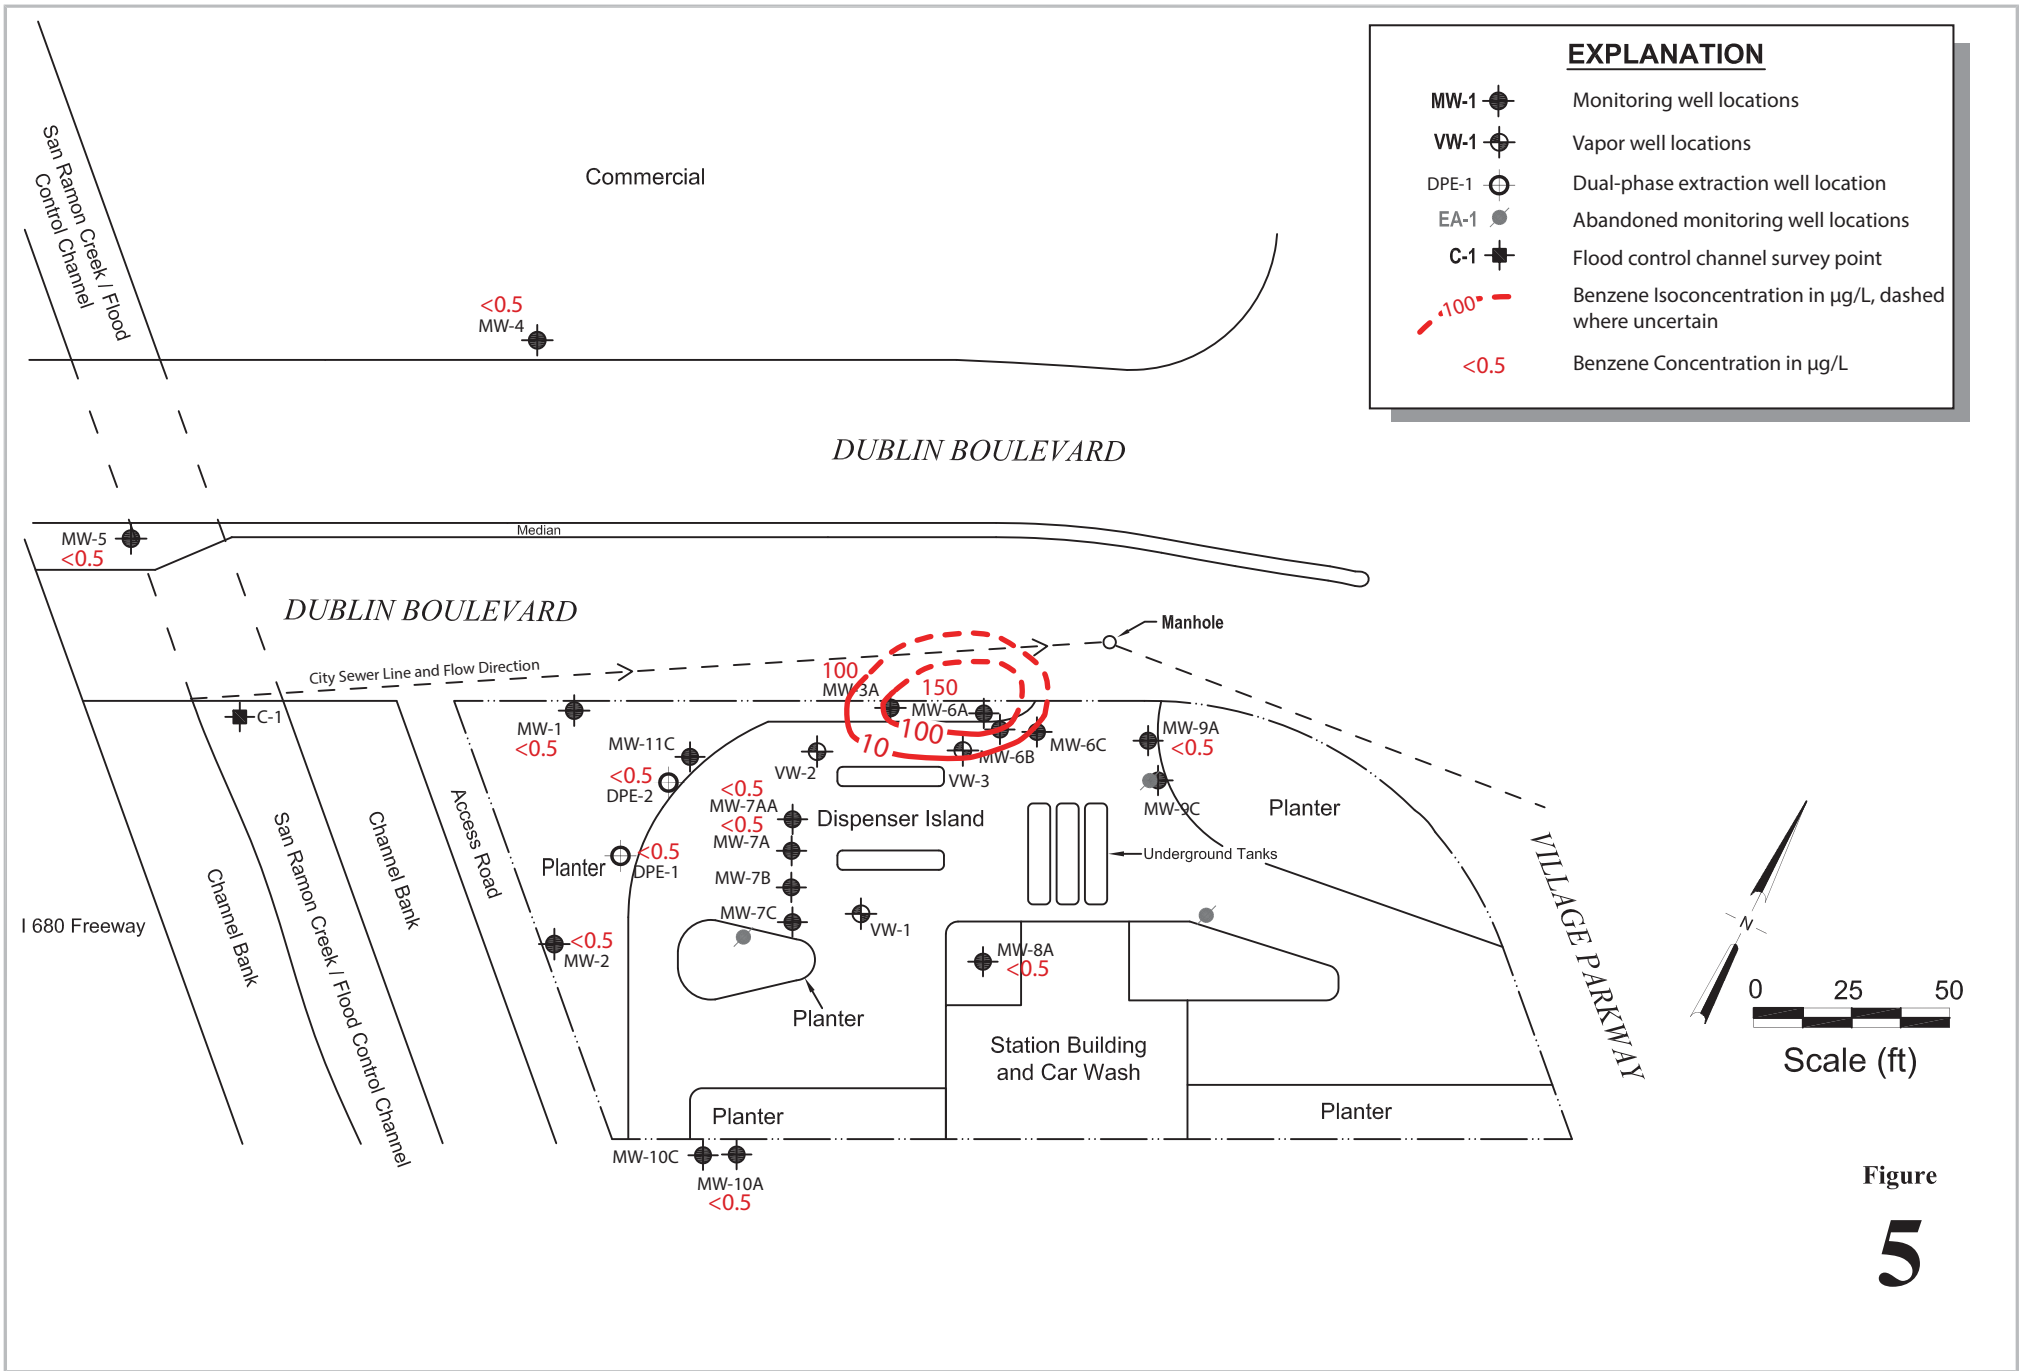 EXPLANATION
MW-1 Monitoring well locations
VW-1 Vapor well locations
DPE-1 Dual-phase extraction well location
EA-1 Abandoned monitoring well locations
C-1 Flood control channel survey point
100 Benzene Isoconcentration in µg/L, dashed
where uncertain
<0.5 Benzene Concentration in µg/L
San Ramon Creek / Flood
Control Channel
Commercial
<0.5
MW-4
DUBLIN BOULEVARD
Median
MW-5
<0.5
DUBLIN BOULEVARD
Manhole
City Sewer Line and Flow Direction
100
MW-3A
150
MW-6A
100
10
MW-6B
MW-6C
C-1
MW-1
<0.5
MW-11C
<0.5
DPE-2
VW-2
VW-3
MW-9A
<0.5
MW-9C
<0.5
MW-7AA
<0.5
MW-7A
Dispenser Island
Planter
Underground Tanks
Planter
<0.5
DPE-1
MW-7B
MW-7C
VW-1
MW-8A
<0.5
<0.5
MW-2
Access Road
Channel Bank
San Ramon Creek / Flood Control Channel
Channel Bank
I 680 Freeway
Planter
Station Building
and Car Wash
Planter
Planter
VILLAGE PARKWAY
MW-10C
MW-10A
<0.5
N
0 25 50
Scale (ft)
Figure
5